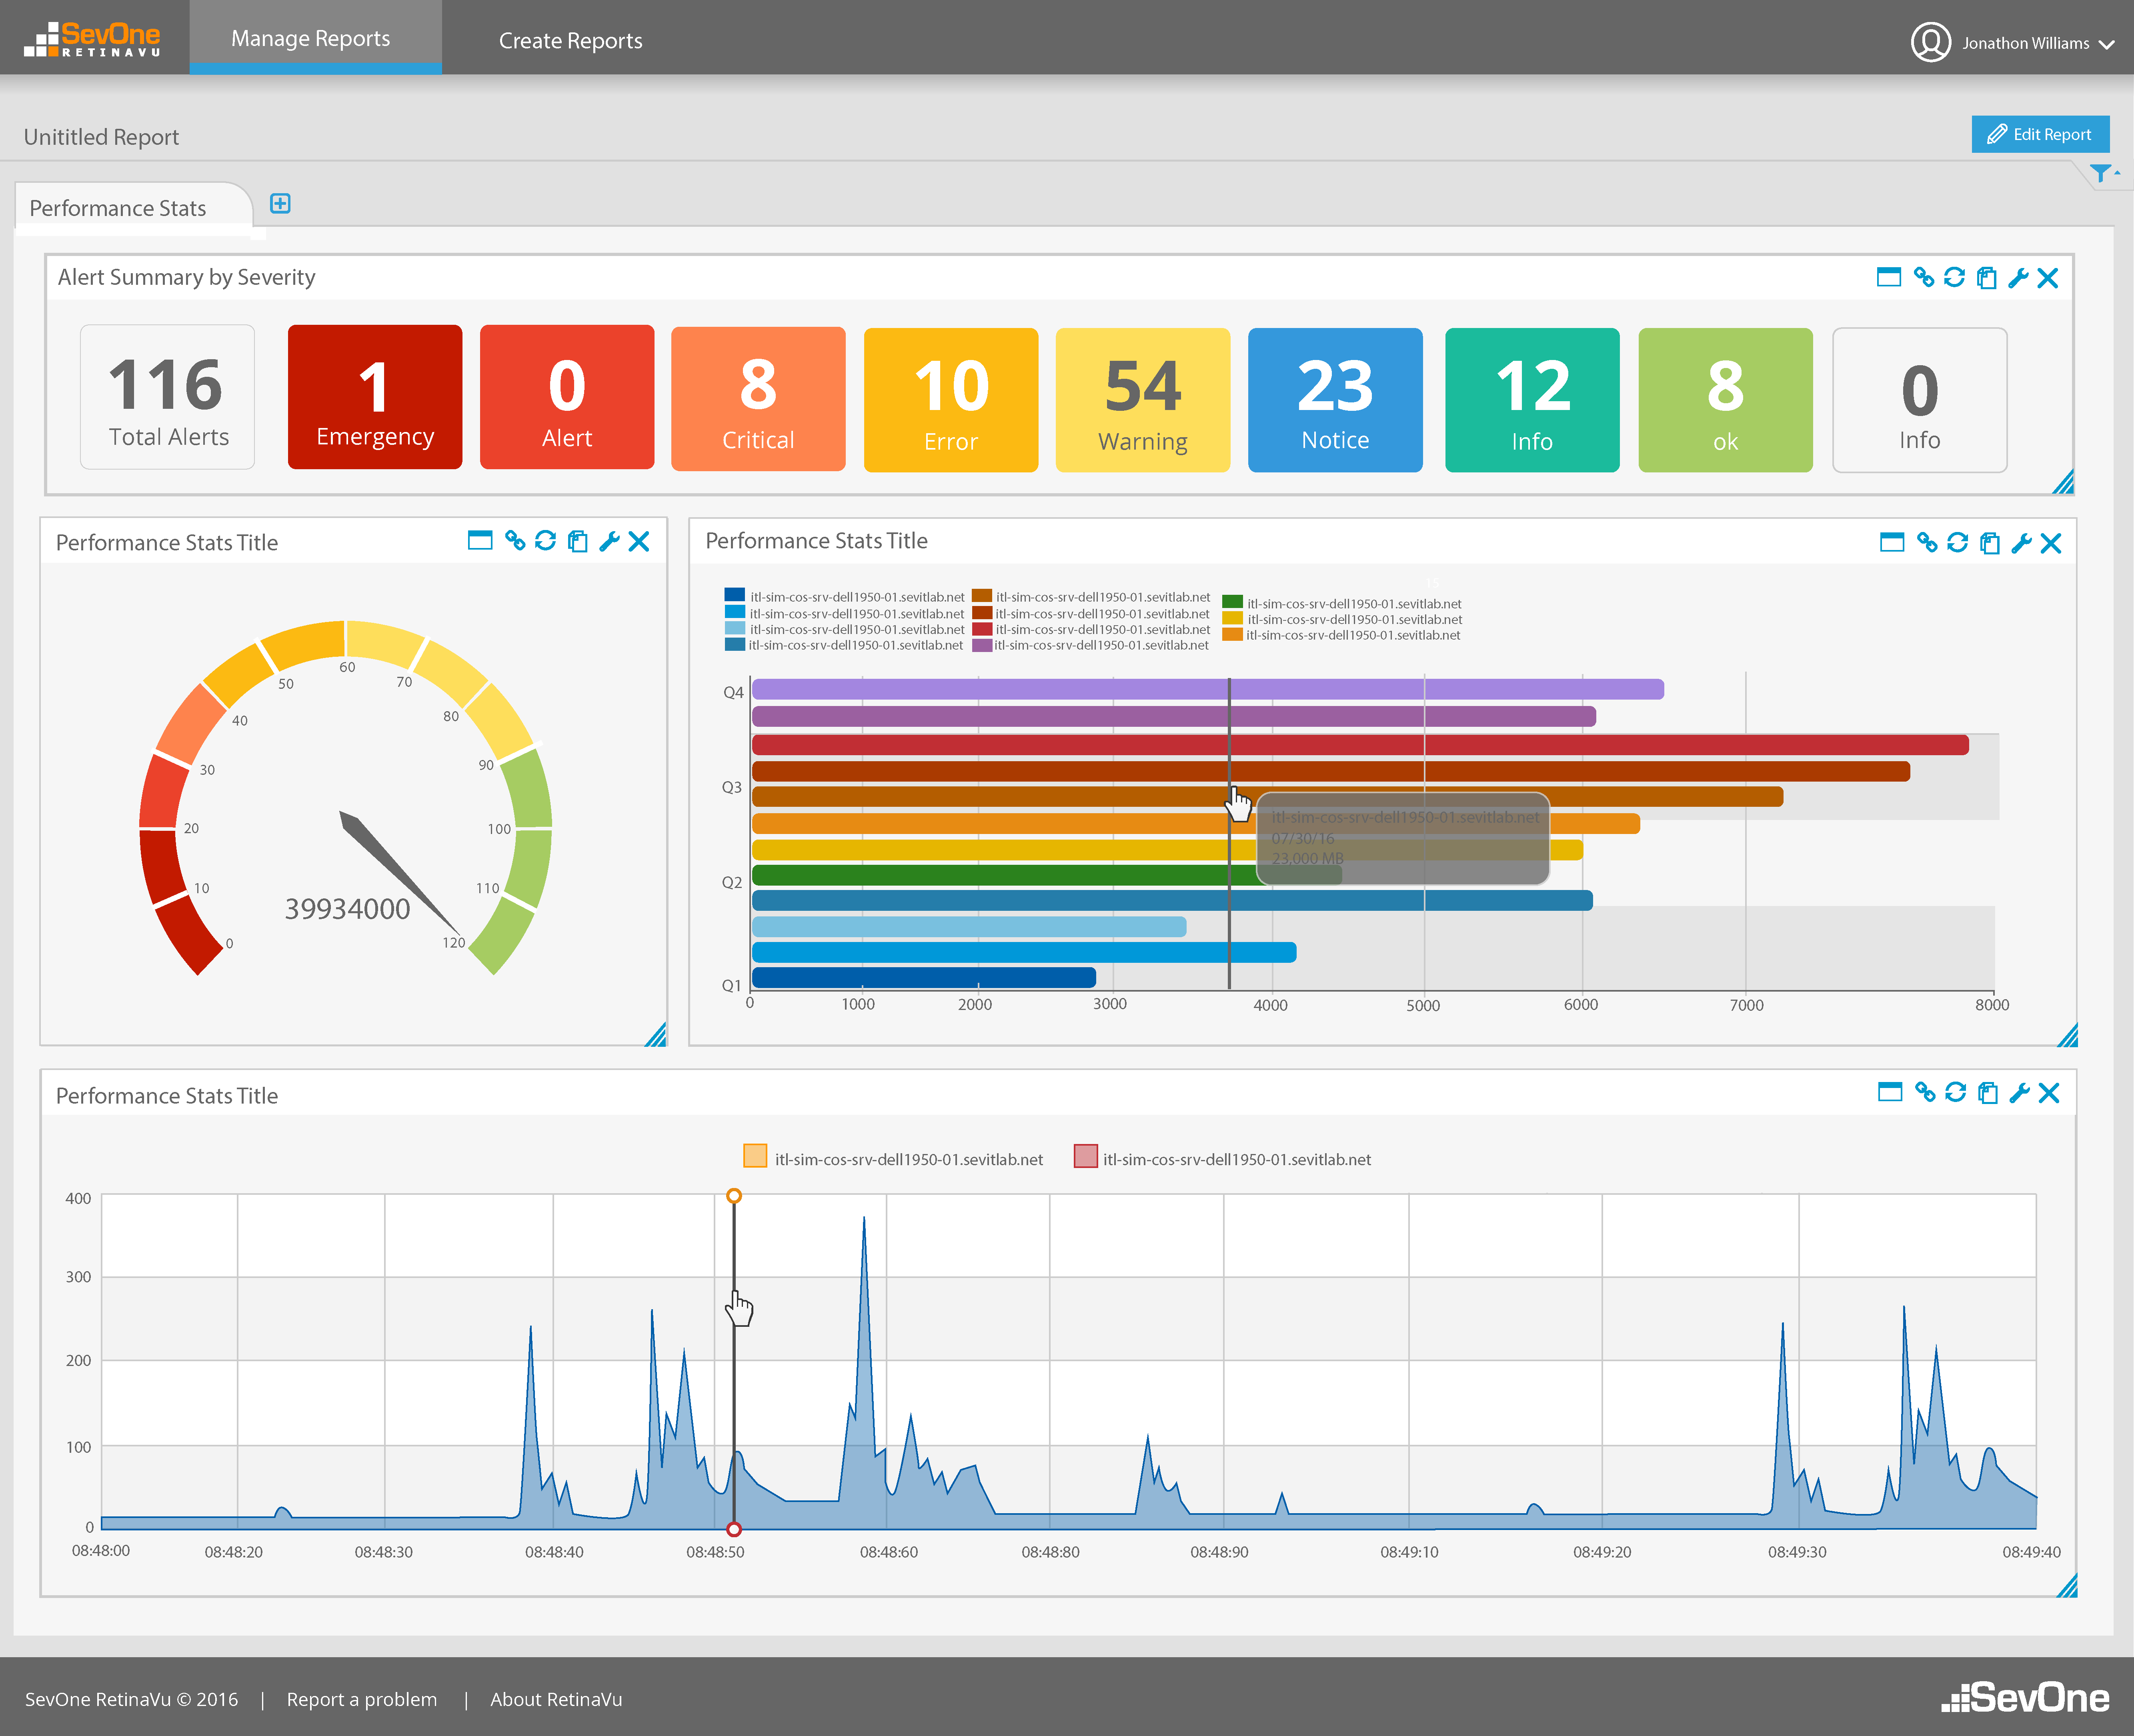 SevOne
RETINAVU
Manage Reports
Create Reports
Jonathon Williams
Unititled Report
Edit Report
Performance Stats
Alert Summary by Severity
116
Total Alerts
1
Emergency
0
Alert
8
Critical
10
Error
54
Warning
23
Notice
12
Info
8
ok
0
Info
Performance Stats Title
0
10
20
30
40
50
60
70
80
90
100
110
120
39934000
Performance Stats Title
15
itl-sim-cos-srv-dell1950-01.sevitlab.net
itl-sim-cos-srv-dell1950-01.sevitlab.net
itl-sim-cos-srv-dell1950-01.sevitlab.net
itl-sim-cos-srv-dell1950-01.sevitlab.net
itl-sim-cos-srv-dell1950-01.sevitlab.net
itl-sim-cos-srv-dell1950-01.sevitlab.net
itl-sim-cos-srv-dell1950-01.sevitlab.net
itl-sim-cos-srv-dell1950-01.sevitlab.net
itl-sim-cos-srv-dell1950-01.sevitlab.net
itl-sim-cos-srv-dell1950-01.sevitlab.net
itl-sim-cos-srv-dell1950-01.sevitlab.net
Q4
Q3
Q2
Q1
itl-sim-cos-srv-dell1950-01.sevitlab.net
07/30/16
23,000 MB
0 1000 2000 3000 4000 5000 6000 7000 8000
Performance Stats Title
itl-sim-cos-srv-dell1950-01.sevitlab.net
itl-sim-cos-srv-dell1950-01.sevitlab.net
400
300
200
100
0
08:48:00 08:48:20 08:48:30 08:48:40 08:48:50 08:48:60 08:48:80 08:48:90 08:49:10 08:49:20 08:49:30 08:49:40
SevOne RetinaVu © 2016 | Report a problem | About RetinaVu
SevOne